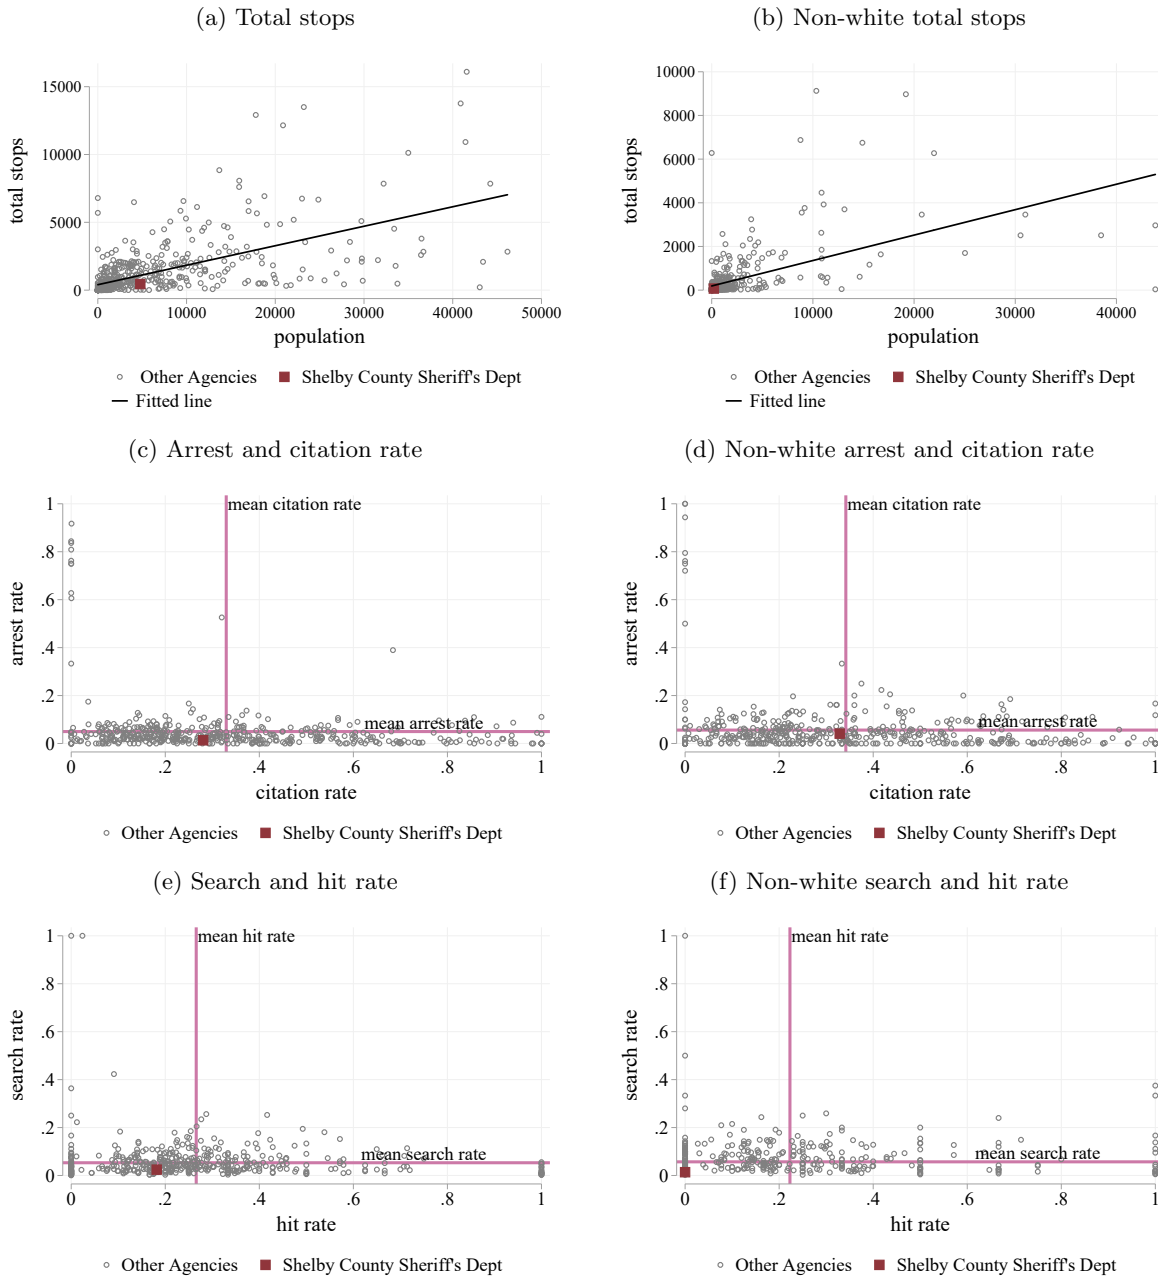 (a) Total stops
(b) Non-white total stops
total stops
15000
10000
5000
0
0 10000 20000 30000 40000 50000
population
Other Agencies Shelby County Sheriff's Dept
Fitted line
total stops
10000
8000
6000
4000
2000
0
0 10000 20000 30000 40000
population
Other Agencies Shelby County Sheriff's Dept
Fitted line
(c) Arrest and citation rate
(d) Non-white arrest and citation rate
arrest rate
1
.8
.6
.4
.2
0
mean citation rate
mean arrest rate
0 .2 .4 .6 .8 1
citation rate
Other Agencies Shelby County Sheriff's Dept
arrest rate
1
.8
.6
.4
.2
0
mean citation rate
mean arrest rate
0 .2 .4 .6 .8 1
citation rate
Other Agencies Shelby County Sheriff's Dept
(e) Search and hit rate
(f) Non-white search and hit rate
search rate
1
.8
.6
.4
.2
0
mean hit rate
mean search rate
0 .2 .4 .6 .8 1
hit rate
Other Agencies Shelby County Sheriff's Dept
search rate
1
.8
.6
.4
.2
0
mean hit rate
mean search rate
0 .2 .4 .6 .8 1
hit rate
Other Agencies Shelby County Sheriff's Dept